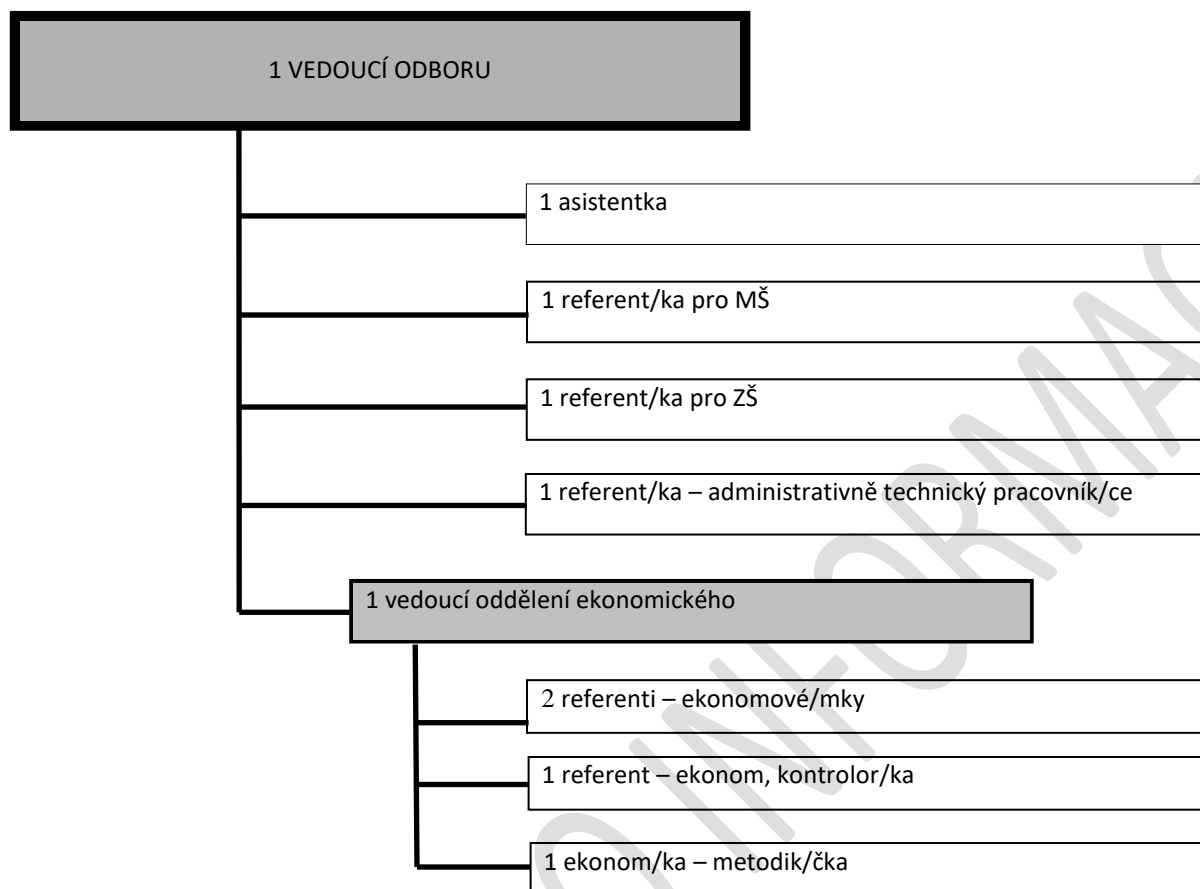 1 VEDOUCÍ ODBORU
1 asistentka
1 referent/ka pro MŠ
1 referent/ka pro ZŠ
1 referent/ka – administrativně technický pracovník/ce
1 vedoucí oddělení ekonomického
2 referenti – ekonomové/mky
1 referent – ekonom, kontrolor/ka
1 ekonom/ka – metodik/čka